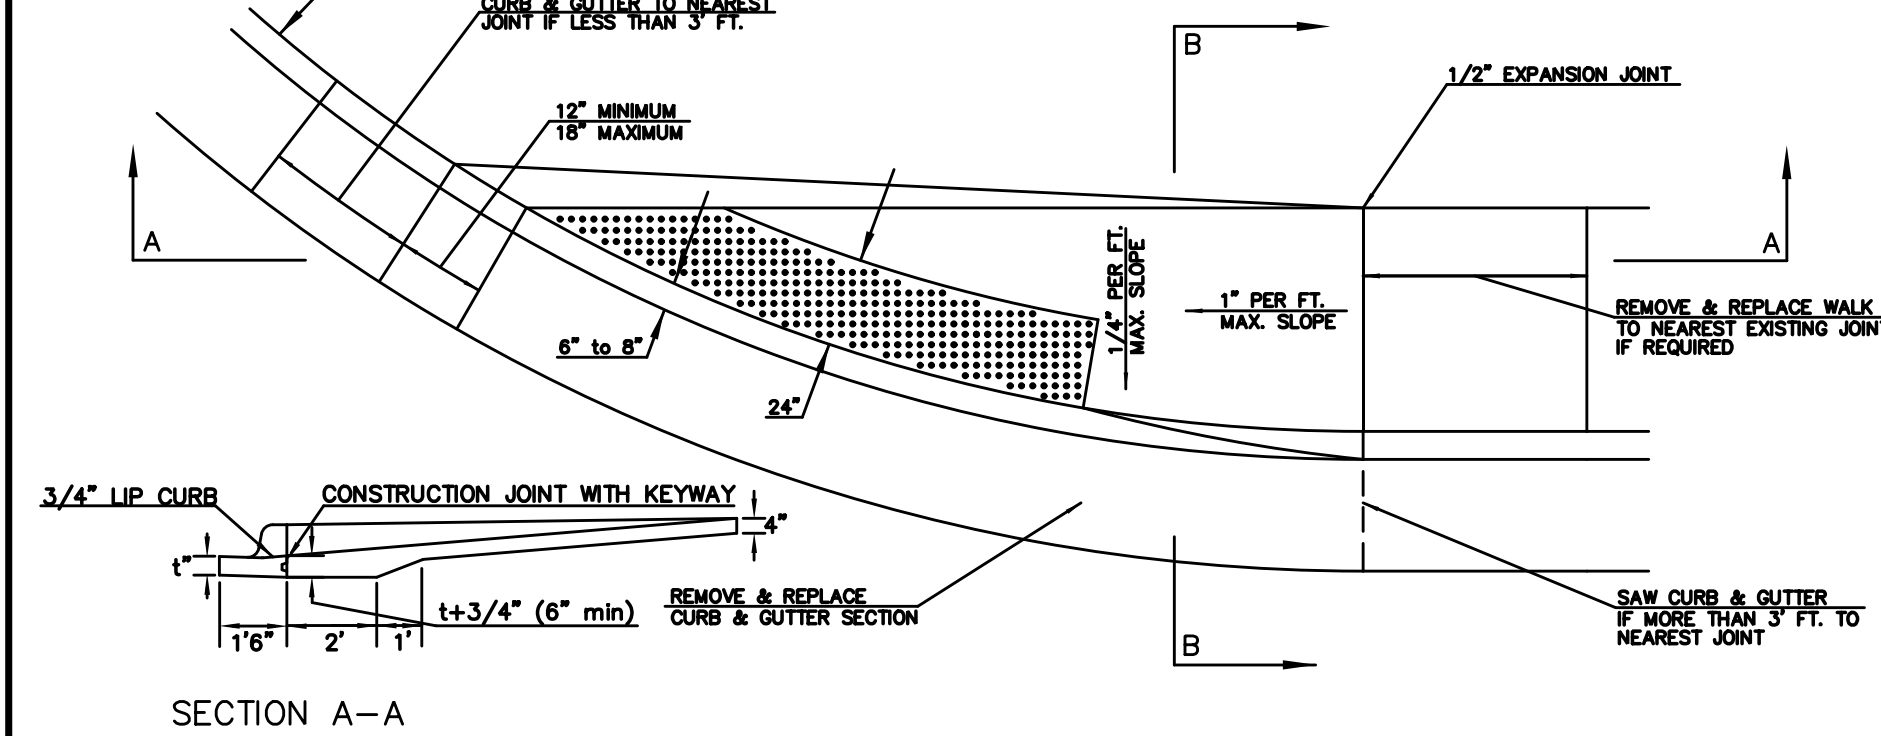 CURB & GUTTER TO NEAREST
JOINT IF LESS THAN 3' FT.
B
1/2" EXPANSION JOINT
12" MINIMUM
18" MAXIMUM
A
A
1/4" PER FT.
MAX. SLOPE
1" PER FT.
MAX. SLOPE
REMOVE & REPLACE WALK
TO NEAREST EXISTING JOINT
IF REQUIRED
6" to 8"
24"
3/4" LIP CURB
CONSTRUCTION JOINT WITH KEYWAY
4"
t"
t+3/4" (6" min)
1'6"
2'
1'
REMOVE & REPLACE
CURB & GUTTER SECTION
SAW CURB & GUTTER
IF MORE THAN 3' FT. TO
NEAREST JOINT
B
SECTION A-A